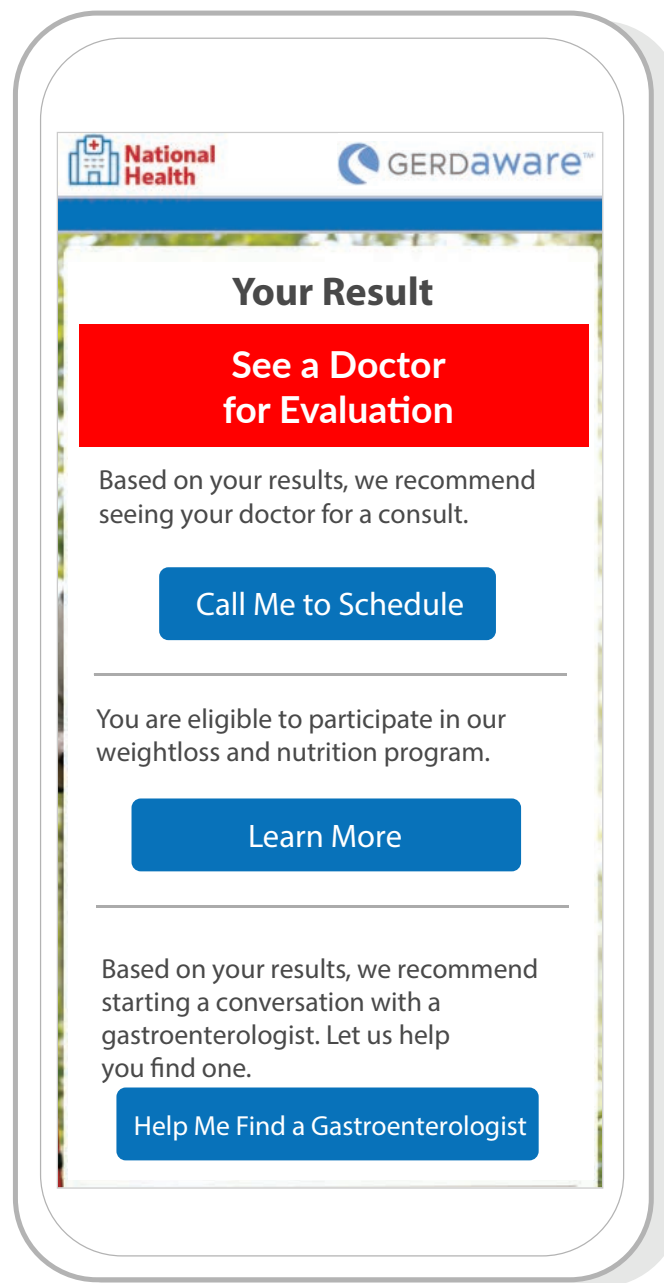 National
Health
GERDaware™
Your Result
See a Doctor
for Evaluation
Based on your results, we recommend
seeing your doctor for a consult.
Call Me to Schedule
You are eligible to participate in our
weightloss and nutrition program.
Learn More
Based on your results, we recommend
starting a conversation with a
gastroenterologist. Let us help
you find one.
Help Me Find a Gastroenterologist